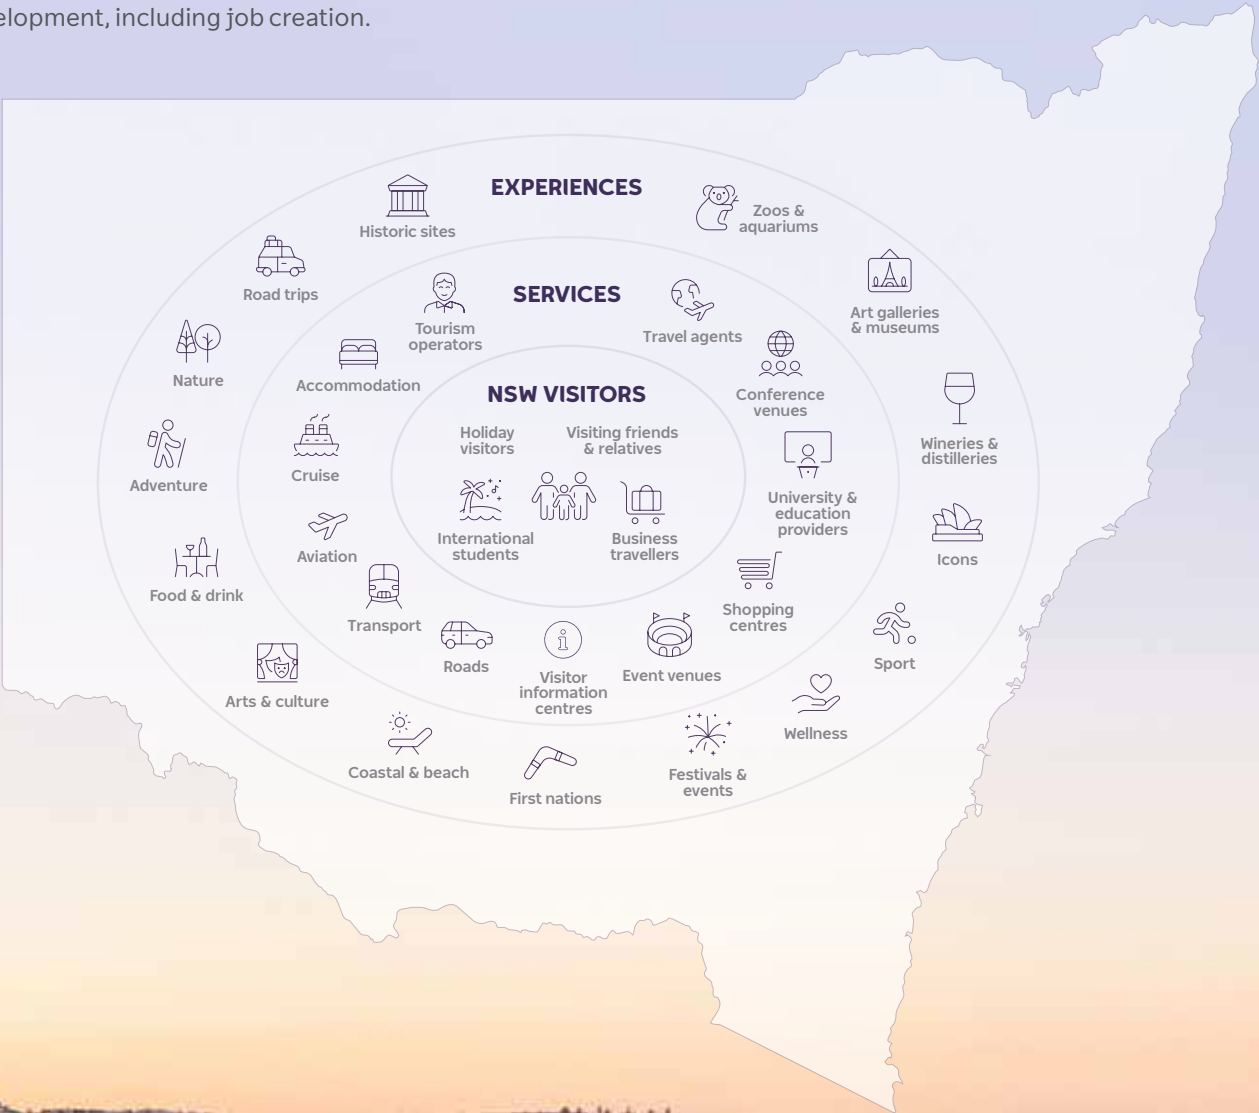 elopment, including job creation.
EXPERIENCES
Historic sites
Zoos &
aquariums
Road trips
Art galleries
& museums
Nature
Wineries &
distilleries
Adventure
Icons
Food & drink
Sport
Arts & culture
Wellness
Coastal & beach
First nations
Festivals &
events
SERVICES
Tourism
operators
Travel agents
Accommodation
Conference
venues
Cruise
University &
education
providers
Aviation
Shopping
centres
Transport
Roads
Visitor
information
centres
Event venues
NSW VISITORS
Holiday
visitors
Visiting friends
& relatives
International
students
Business
travellers